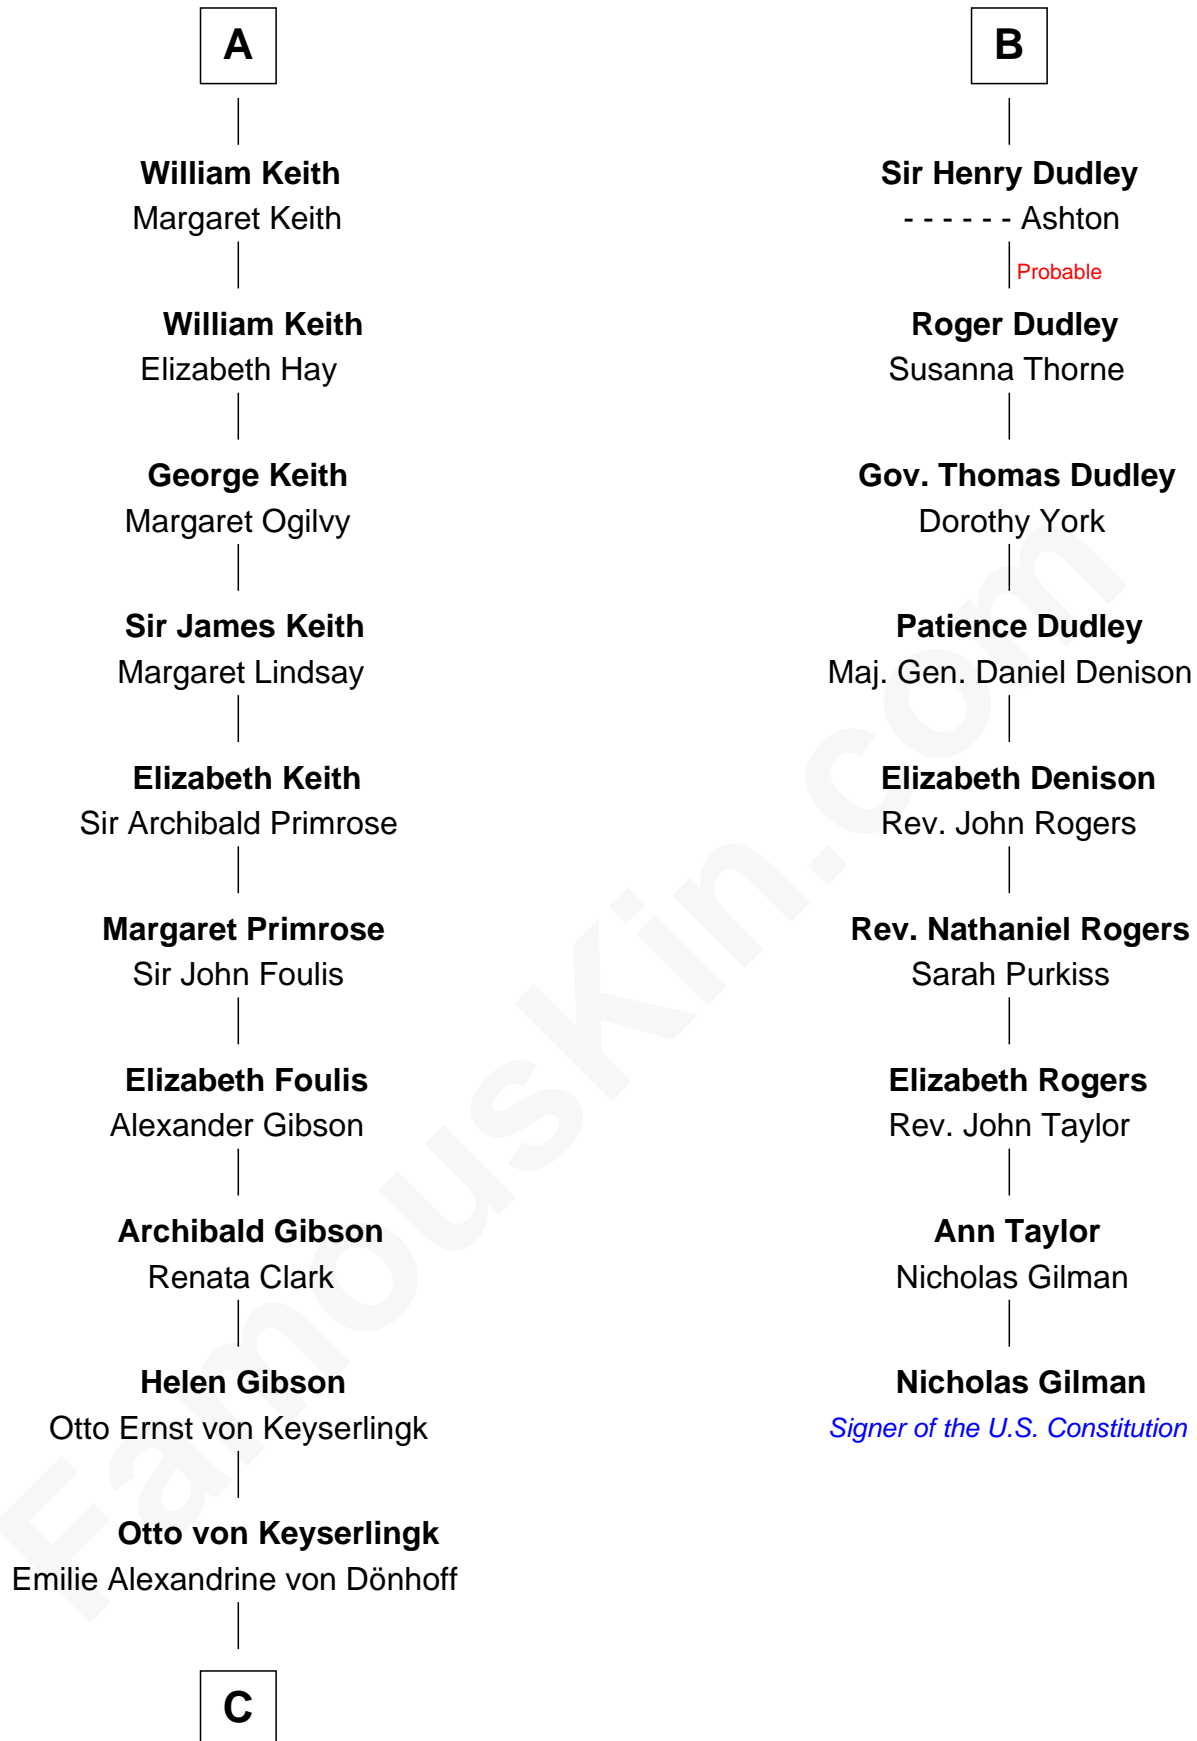 A
William Keith
Margaret Keith
William Keith
Elizabeth Hay
George Keith
Margaret Ogilvy
Sir James Keith
Margaret Lindsay
Elizabeth Keith
Sir Archibald Primrose
Margaret Primrose
Sir John Foulis
Elizabeth Foulis
Alexander Gibson
Archibald Gibson
Renata Clark
Helen Gibson
Otto Ernst von Keyserlingk
Otto von Keyserlingk
Emilie Alexandrine von Dönhoff
C
B
Sir Henry Dudley
- - - - - - Ashton
Probable
Roger Dudley
Susanna Thorne
Gov. Thomas Dudley
Dorothy York
Patience Dudley
Maj. Gen. Daniel Denison
Elizabeth Denison
Rev. John Rogers
Rev. Nathaniel Rogers
Sarah Purkiss
Elizabeth Rogers
Rev. John Taylor
Ann Taylor
Nicholas Gilman
Nicholas Gilman
Signer of the U.S. Constitution
FamousKin.com